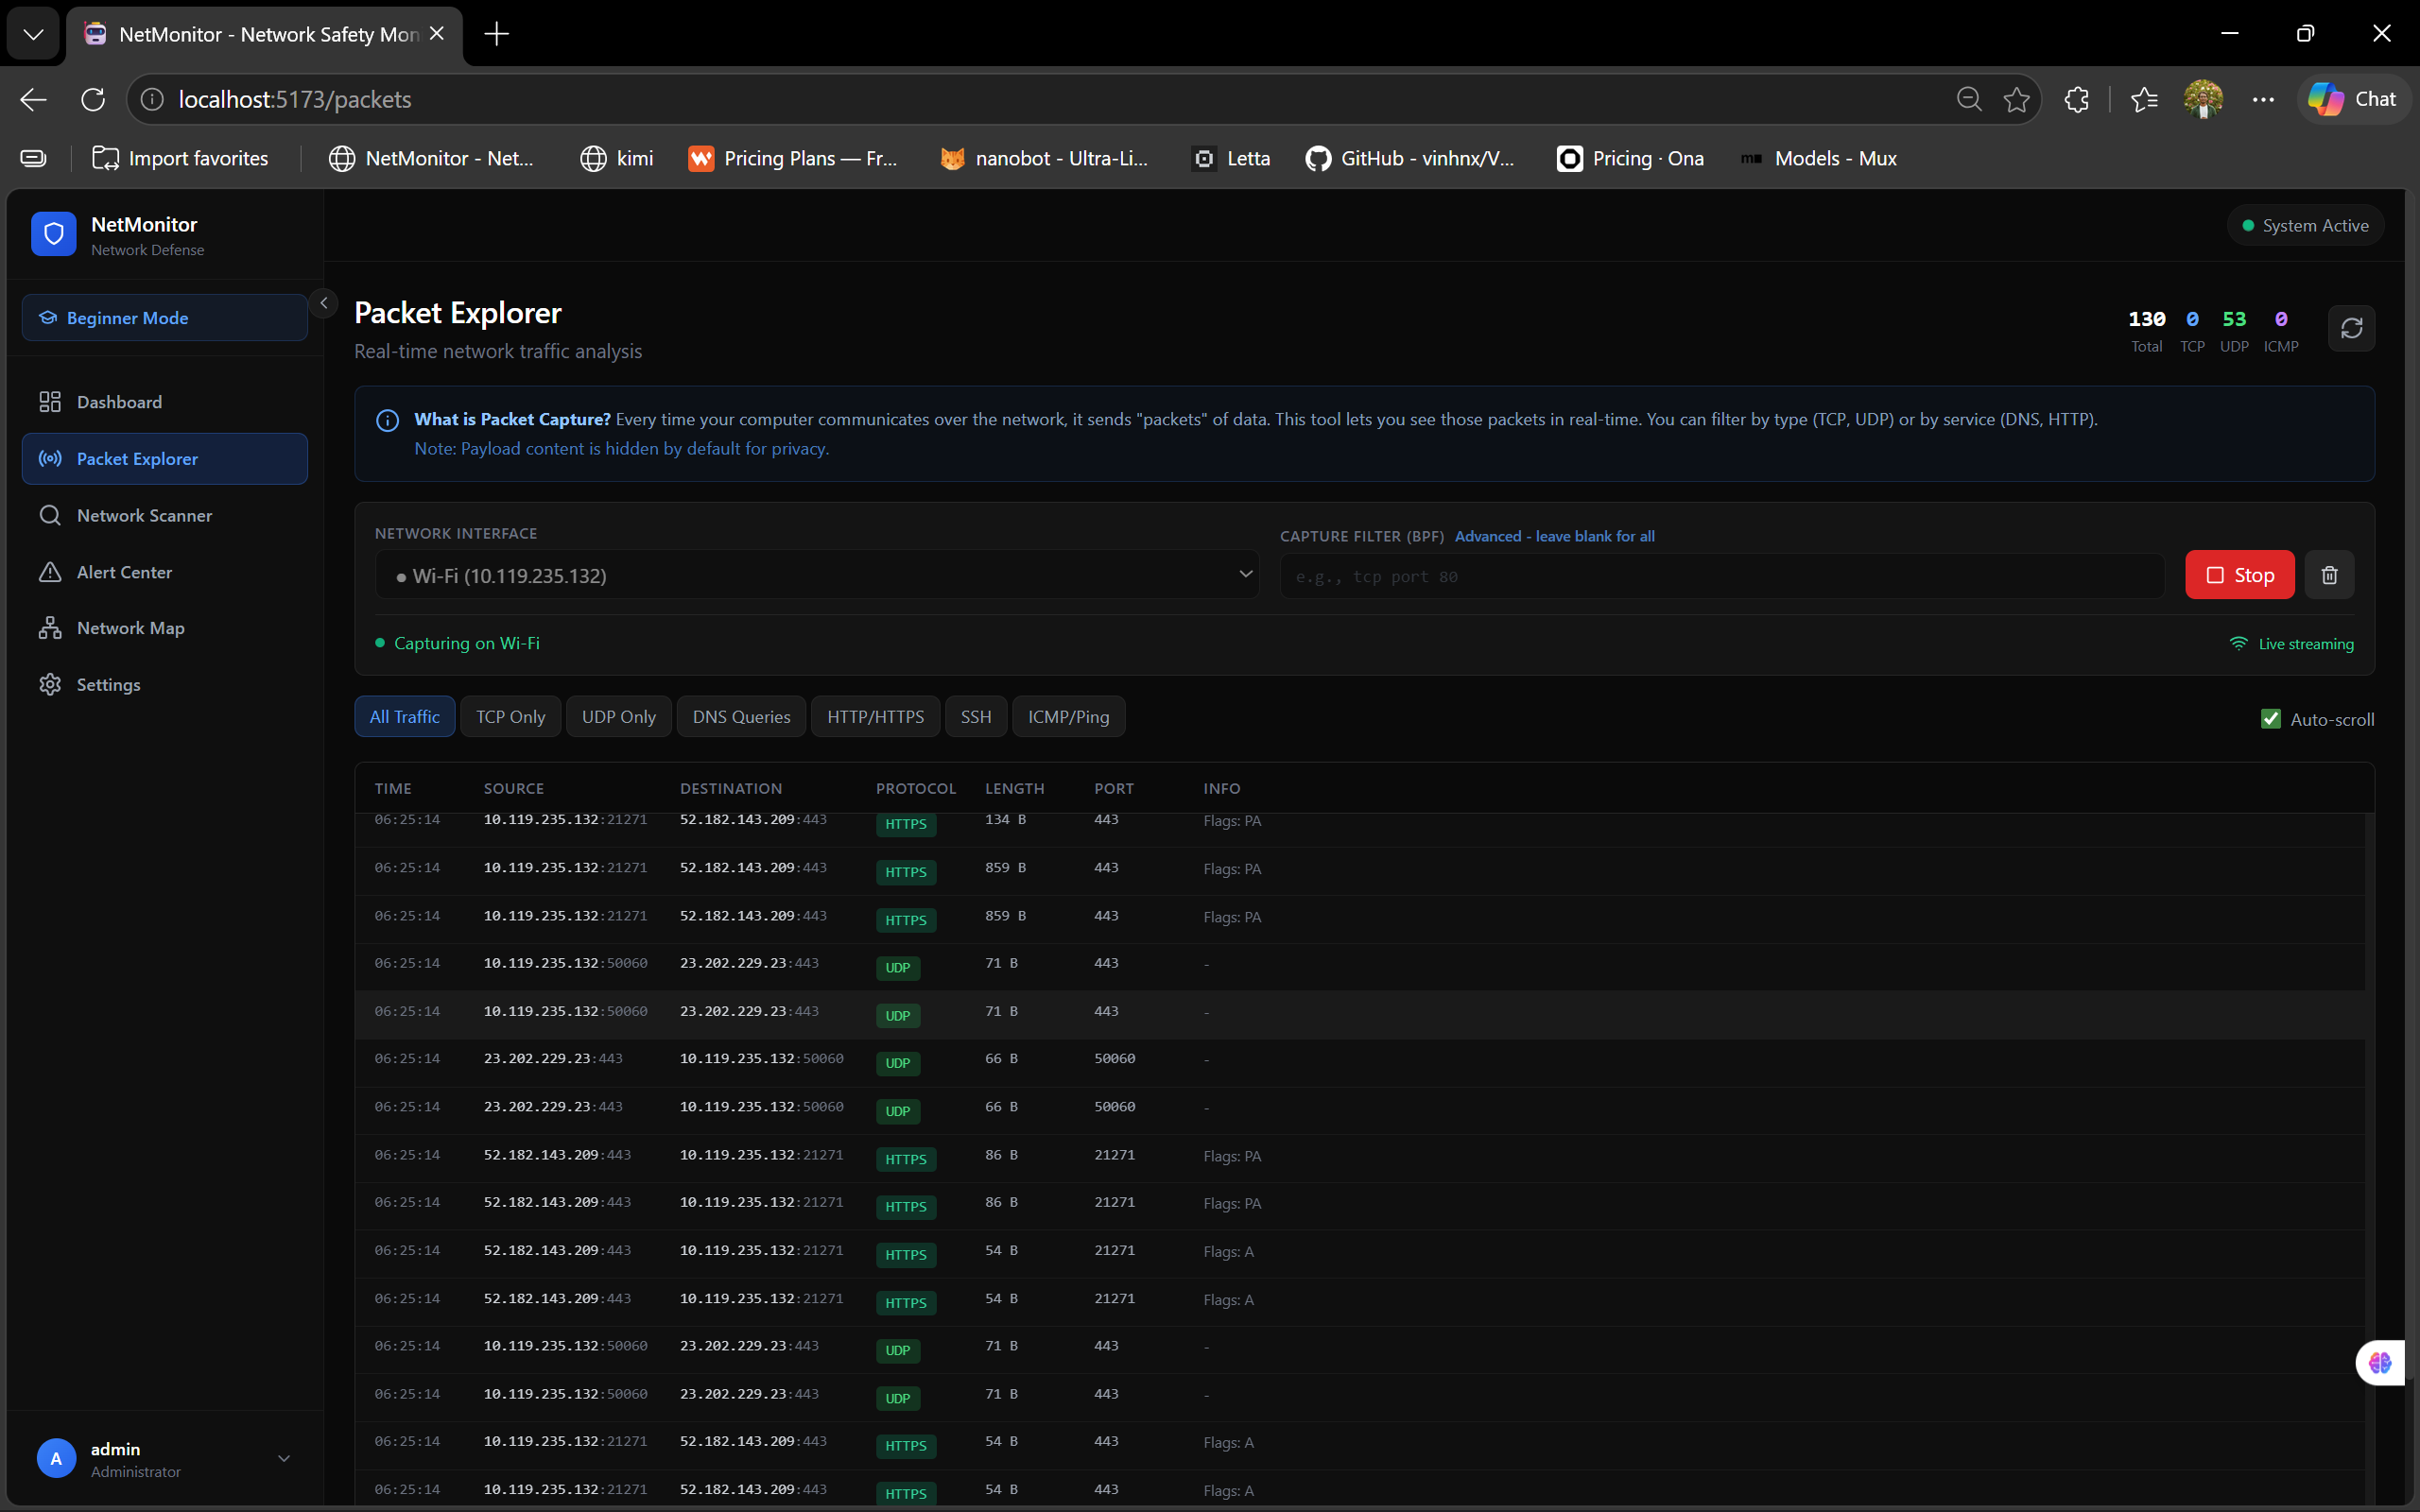 NetMonitor - Network Safety Mon
localhost:5173/packets
Chat
Import favorites
NetMonitor - Net...
kimi
Pricing Plans — Fr...
nanobot - Ultra-Li...
Letta
GitHub - vinhnx/V...
Pricing · Ona
Models - Mux
NetMonitor
Network Defense
System Active
Beginner Mode
Dashboard
Packet Explorer
Network Scanner
Alert Center
Network Map
Settings
A
admin
Administrator
Packet Explorer
Real-time network traffic analysis
130 0 53 0
Total TCP UDP ICMP
What is Packet Capture? Every time your computer communicates over the network, it sends "packets" of data. This tool lets you see those packets in real-time. You can filter by type (TCP, UDP) or by service (DNS, HTTP).
Note: Payload content is hidden by default for privacy.
NETWORK INTERFACE
● Wi-Fi (10.119.235.132)
CAPTURE FILTER (BPF) Advanced - leave blank for all
e.g., tcp port 80
Stop
Capturing on Wi-Fi
Live streaming
All Traffic TCP Only UDP Only DNS Queries HTTP/HTTPS SSH ICMP/Ping
Auto-scroll
TIME SOURCE DESTINATION PROTOCOL LENGTH PORT INFO
06:25:14 10.119.235.132:21271 52.182.143.209:443 HTTPS 134 B 443 Flags: PA
06:25:14 10.119.235.132:21271 52.182.143.209:443 HTTPS 859 B 443 Flags: PA
06:25:14 10.119.235.132:21271 52.182.143.209:443 HTTPS 859 B 443 Flags: PA
06:25:14 10.119.235.132:50060 23.202.229.23:443 UDP 71 B 443 -
06:25:14 10.119.235.132:50060 23.202.229.23:443 UDP 71 B 443 -
06:25:14 23.202.229.23:443 10.119.235.132:50060 UDP 66 B 50060 -
06:25:14 23.202.229.23:443 10.119.235.132:50060 UDP 66 B 50060 -
06:25:14 52.182.143.209:443 10.119.235.132:21271 HTTPS 86 B 21271 Flags: PA
06:25:14 52.182.143.209:443 10.119.235.132:21271 HTTPS 86 B 21271 Flags: PA
06:25:14 52.182.143.209:443 10.119.235.132:21271 HTTPS 54 B 21271 Flags: A
06:25:14 52.182.143.209:443 10.119.235.132:21271 HTTPS 54 B 21271 Flags: A
06:25:14 10.119.235.132:50060 23.202.229.23:443 UDP 71 B 443 -
06:25:14 10.119.235.132:50060 23.202.229.23:443 UDP 71 B 443 -
06:25:14 10.119.235.132:21271 52.182.143.209:443 HTTPS 54 B 443 Flags: A
06:25:14 10.119.235.132:21271 52.182.143.209:443 HTTPS 54 B 443 Flags: A